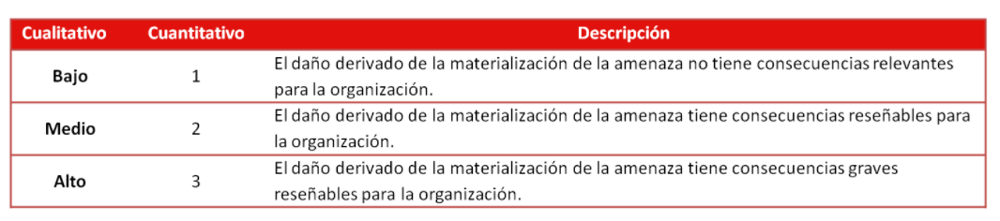 Cualitativo Cuantitativo Descripción
Bajo 1 El daño derivado de la materialización de la amenaza no tiene consecuencias relevantes
para la organización.
Medio 2 El daño derivado de la materialización de la amenaza tiene consecuencias reseñables para
la organización.
Alto 3 El daño derivado de la materialización de la amenaza tiene consecuencias graves
reseñables para la organización.